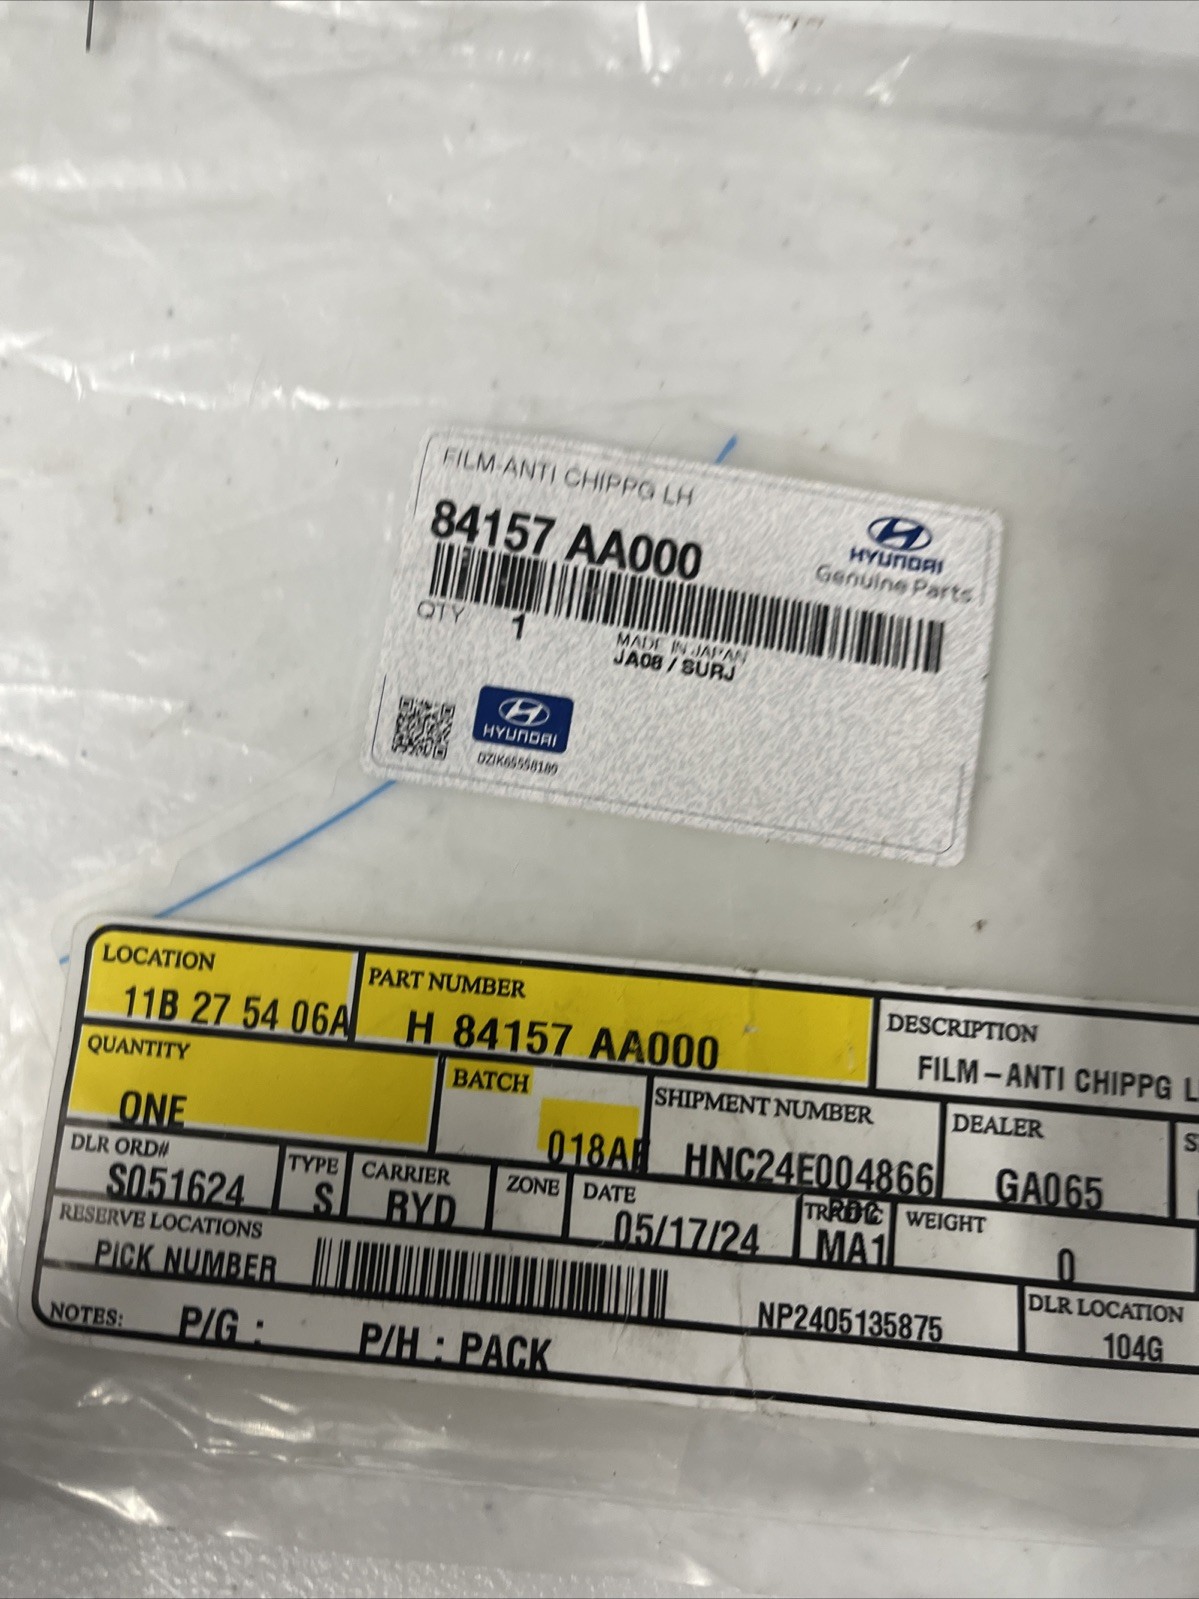 FILM-ANTI CHIPPG LH
84157 AA000
HYUNDAI
Genuine Parts
QTY 1
MADE IN JAPAN
JA08 / SURJ
HYUNDAI
LOCATION
11B 27 54 06A
PART NUMBER
H 84157 AA000
DESCRIPTION
FILM-ANTI CHIPPG L
QUANTITY
ONE
BATCH
018AE
SHIPMENT NUMBER
HNC24E004866
DEALER
GA065
DLR ORD#
S051624
TYPE
S
CARRIER
RYD
ZONE
DATE
05/17/24
RDC
MA1
WEIGHT
0
RESERVE LOCATIONS
PICK NUMBER
NP2405135875
DLR LOCATION
104G
NOTES: P/G : P/H : PACK